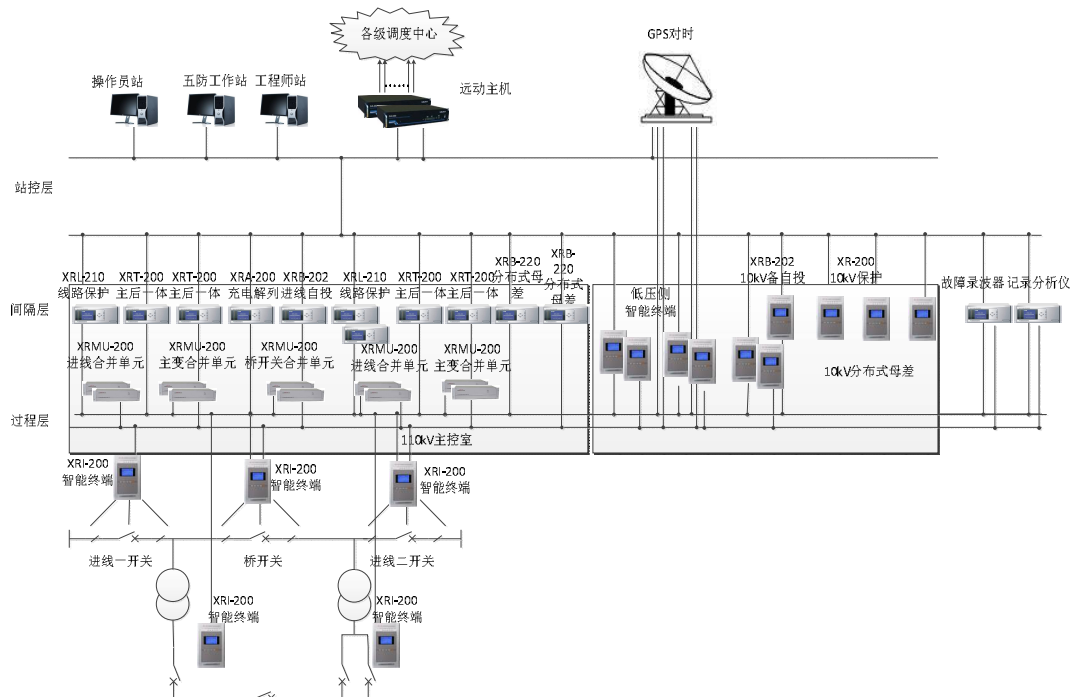 各级调度中心
GPS对时
操作员站
五防工作站
工程师站
远动主机
站控层
XRL-210
线路保护
XRT-200
主后一体
XRT-200
主后一体
XRA-200
充电解列
XRB-202
进线自投
XRL-210
线路保护
XRT-200
主后一体
XRT-200
主后一体
XRB-220
分布式母
差
XRB-
220
分布式
母差
XRB-202
10kV备自投
XR-200
10kV保护
间隔层
低压侧
智能终端
故障录波器
记录分析仪
XRMU-200
进线合并单元
XRMU-200
主变合并单元
XRMU-200
桥开关合并单元
XRMU-200
进线合并单元
XRMU-200
主变合并单元
10kV分布式母差
过程层
110kV主控室
XRI-200
智能终端
XRI-200
智能终端
XRI-200
智能终端
进线一开关
桥开关
进线二开关
XRI-200
智能终端
XRI-200
智能终端